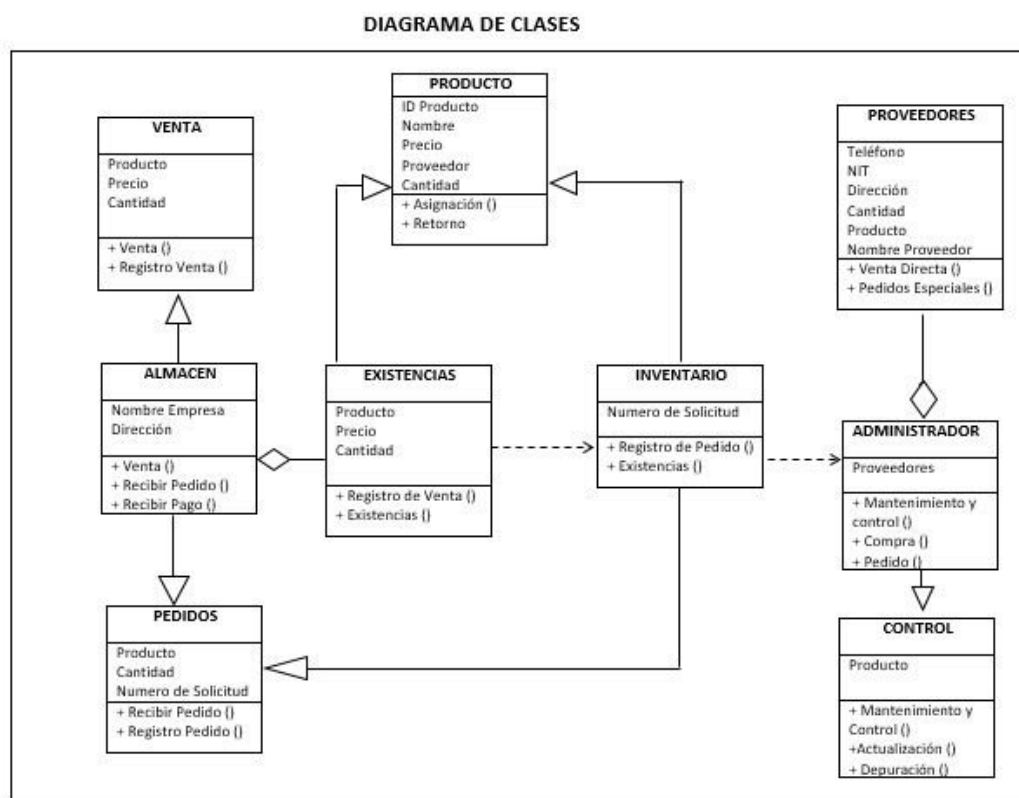 DIAGRAMA DE CLASES
PRODUCTO
ID Producto
Nombre
Precio
Proveedor
Cantidad
+ Asignación ()
+ Retorno
VENTA
Producto
Precio
Cantidad
+ Venta ()
+ Registro Venta ()
PROVEEDORES
Teléfono
NIT
Dirección
Cantidad
Producto
Nombre Proveedor
+ Venta Directa ()
+ Pedidos Especiales ()
ALMACEN
Nombre Empresa
Dirección
+ Venta ()
+ Recibir Pedido ()
+ Recibir Pago ()
EXISTENCIAS
Producto
Precio
Cantidad
+ Registro de Venta ()
+ Existencias ()
INVENTARIO
Numero de Solicitud
+ Registro de Pedido ()
+ Existencias ()
ADMINISTRADOR
Proveedores
+ Mantenimiento y
control ()
+ Compra ()
+ Pedido ()
PEDIDOS
Producto
Cantidad
Numero de Solicitud
+ Recibir Pedido ()
+ Registro Pedido ()
CONTROL
Producto
+ Mantenimiento y
Control ()
+Actualización ()
+ Depuración ()